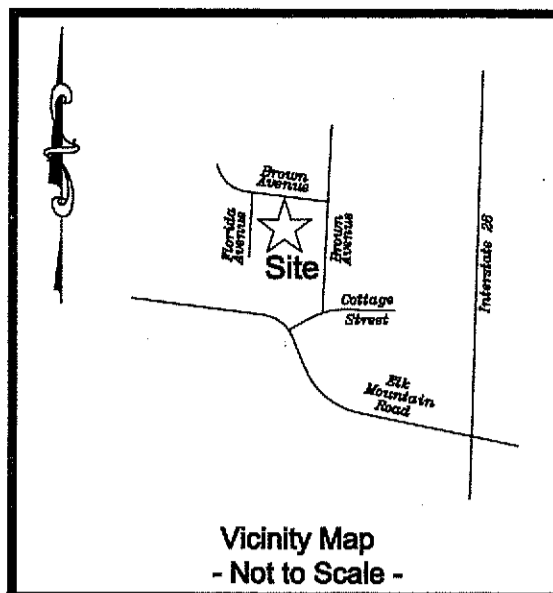 Brown
Avenue
Florida
Avenue
Site
Brown
Avenue
Interstate 26
Cottage
Street
Elk
Mountain
Road
Vicinity Map
- Not to Scale -